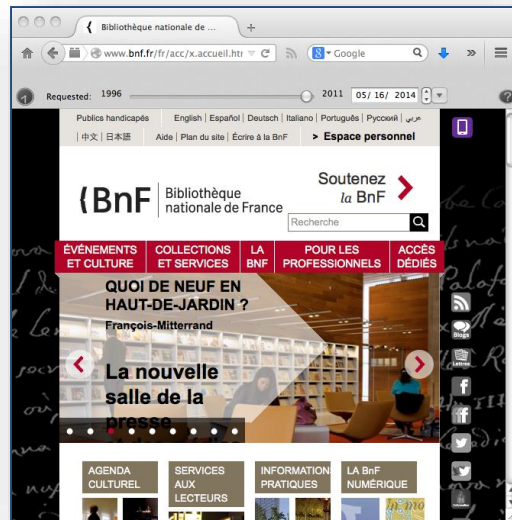 Bibliothèque nationale de ...
www.bnf.fr/fr/acc/x.accueil.htr
Google
Requested: 1996 2011 05/ 16/ 2014
Publics handicapés English | Español | Deutsch | Italiano | Português | Русский | عربي
| 中文 | 日本語 Aide | Plan du site | Écrire à la BnF > Espace personnel
Soutenez
la BnF
{BnF Bibliothèque
nationale de France
Recherche
ÉVÉNEMENTS ET CULTURE
COLLECTIONS ET SERVICES
LA BNF
POUR LES PROFESSIONNELS
ACCÈS DÉDIÉS
QUOI DE NEUF EN
HAUT-DE-JARDIN ?
François-Mitterrand
La nouvelle
salle de la
presse
Blogs
Lettres
AGENDA CULTUREL
SERVICES AUX LECTEURS
INFORMATIONS PRATIQUES
LA BnF NUMÉRIQUE